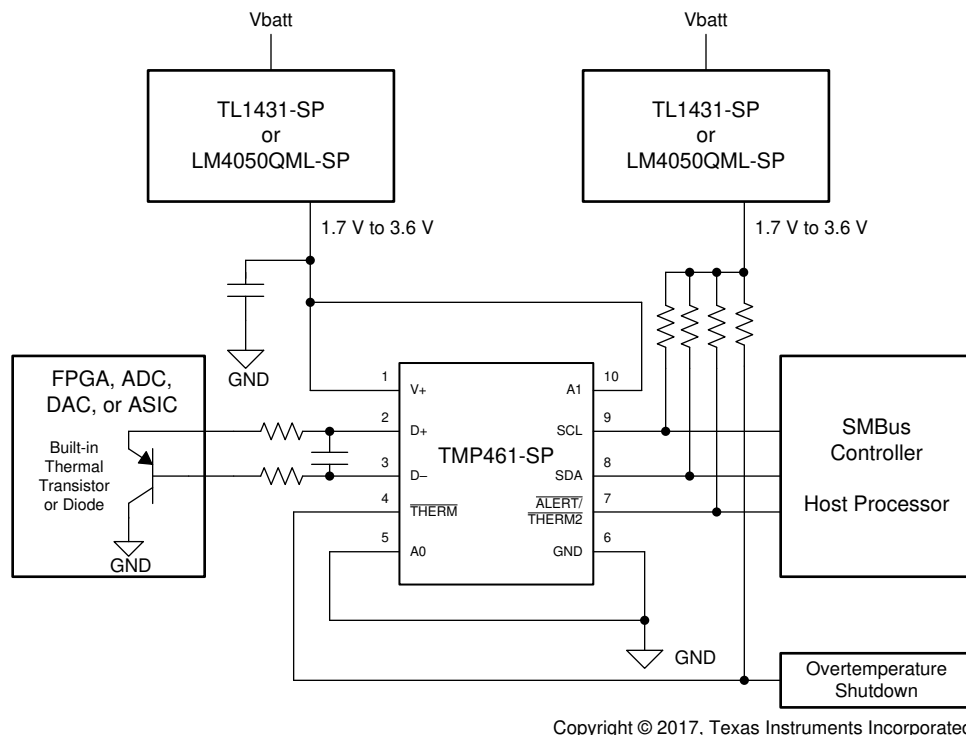 Vbatt
Vbatt
TL1431-SP
or
LM4050QML-SP
TL1431-SP
or
LM4050QML-SP
1.7 V to 3.6 V
1.7 V to 3.6 V
GND
FPGA, ADC,
DAC, or ASIC
Built-in
Thermal
Transistor
or Diode
GND
1
V+
2
D+
3
D−
4
THERM
5
A0
TMP461-SP
10
A1
9
SCL
8
SDA
7
ALERT/
THERM2
6
GND
GND
SMBus
Controller
Host Processor
Overtemperature
Shutdown
Copyright © 2017, Texas Instruments Incorporated